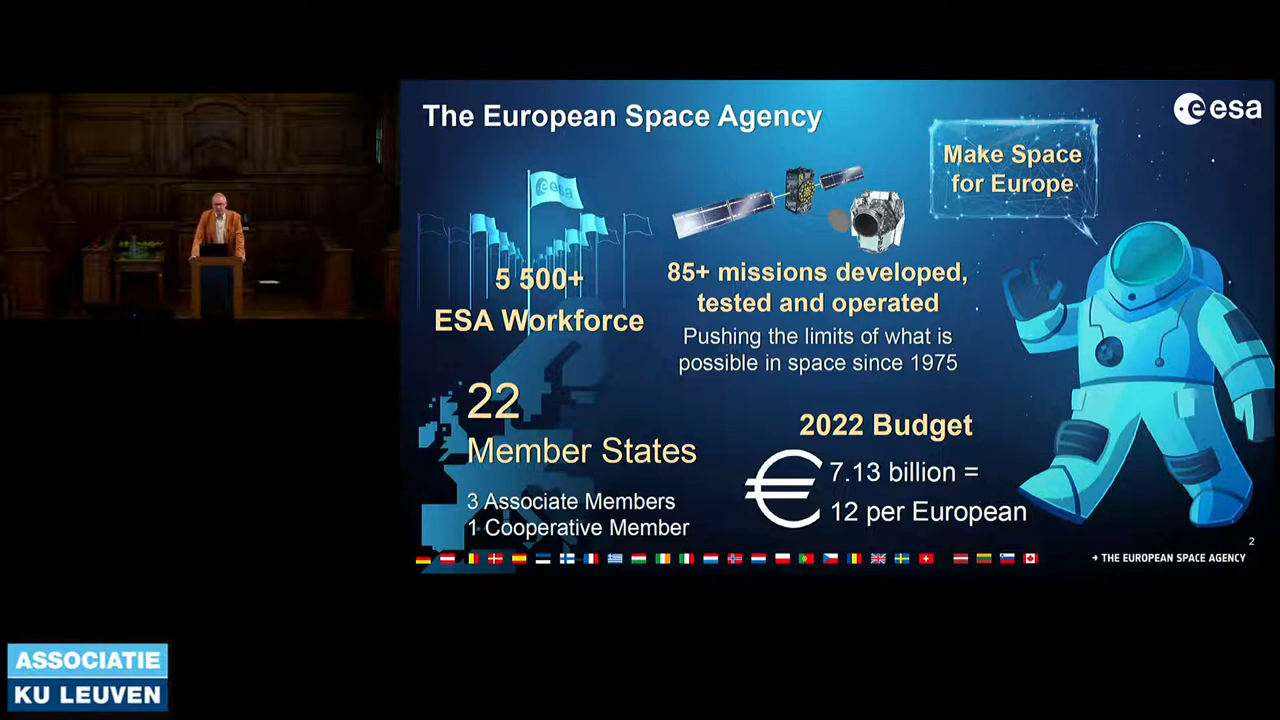 The European Space Agency
esa
Make Space
for Europe
esa
5 500+
ESA Workforce
85+ missions developed,
tested and operated
Pushing the limits of what is
possible in space since 1975
22
Member States
3 Associate Members
1 Cooperative Member
2022 Budget
€ 7.13 billion =
12 per European
2
→ THE EUROPEAN SPACE AGENCY
ASSOCIATIE
KU LEUVEN